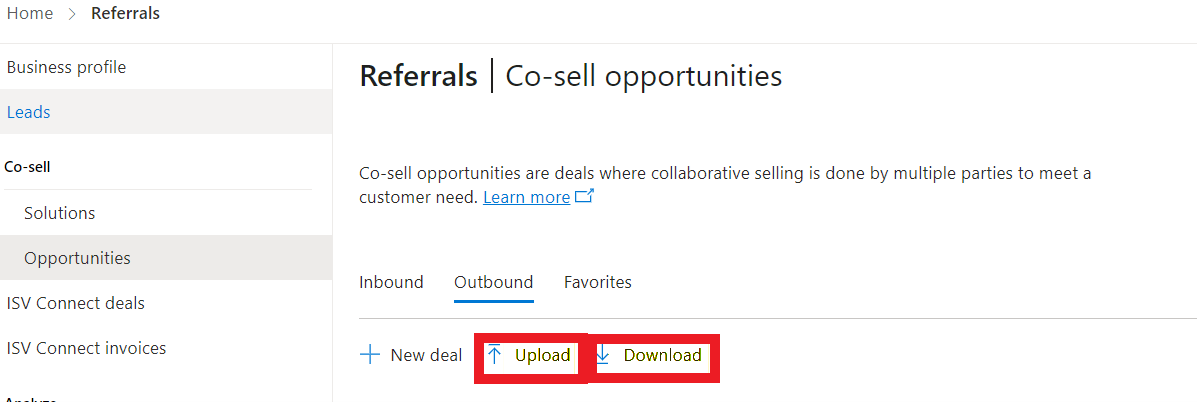 Home > Referrals
Business profile
Leads
Co-sell
Solutions
Opportunities
ISV Connect deals
ISV Connect invoices
Analyze
Referrals | Co-sell opportunities
Co-sell opportunities are deals where collaborative selling is done by multiple parties to meet a
customer need. Learn more
Inbound Outbound Favorites
New deal Upload Download